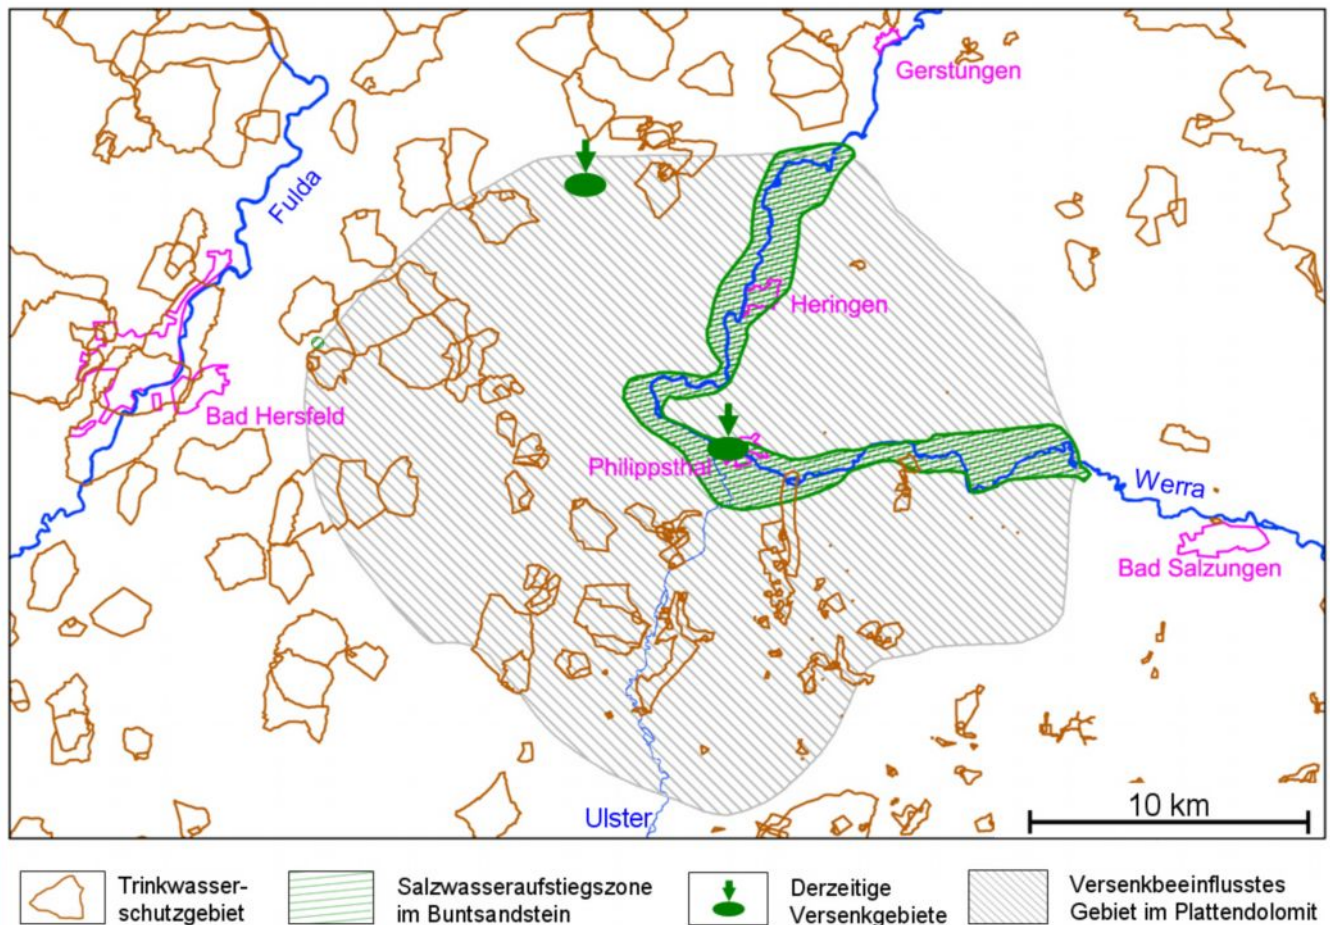 Gerstungen
Fulda
Heringen
Bad Hersfeld
Philippsthal
Werra
Bad Salzungen
Ulster
10 km
Trinkwasser-
schutzgebiet
Salzwasseraufstiegszone
im Buntsandstein
Derzeitige
Versenkgebiete
Versenkbeeinflusstes
Gebiet im Plattendolomit